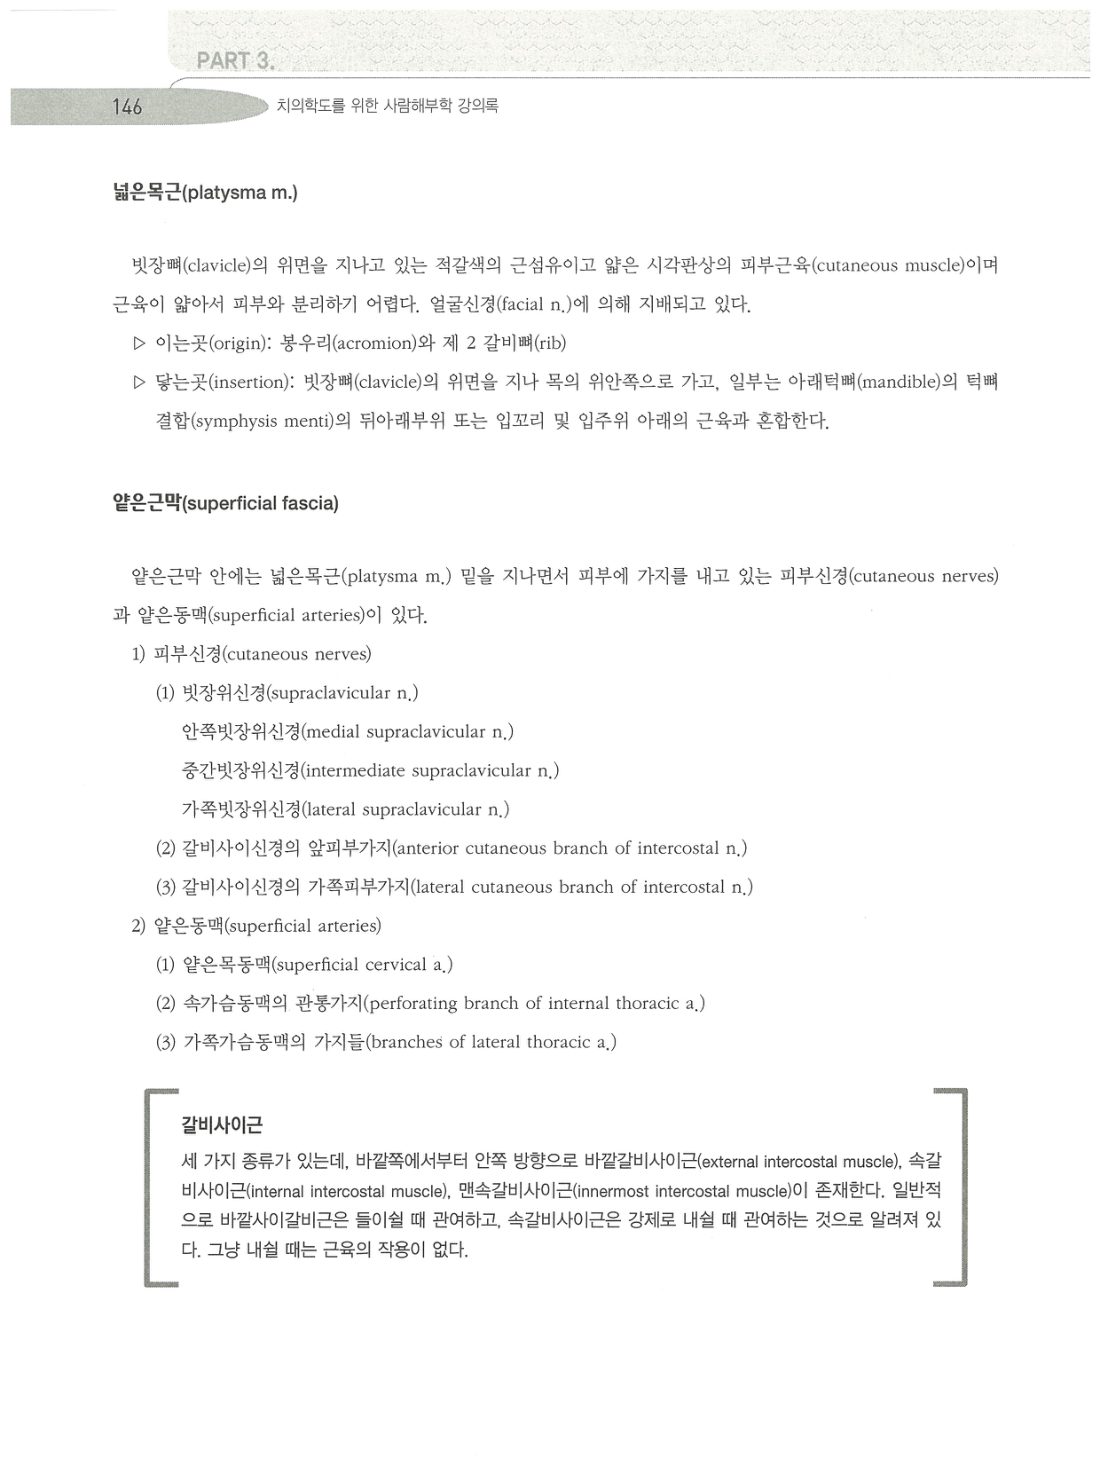 PART 3.
146
치의학도를 위한 사람해부학 강의록
넓은목근(platysma m.)
빗장뼈(clavicle)의 위면을 지나고 있는 적갈색의 근섬유이고 얇은 시각판상의 피부근육(cutaneous muscle)이며
근육이 얇아서 피부와 분리하기 어렵다. 얼굴신경(facial n.)에 의해 지배되고 있다.
▷ 이는곳(origin): 봉우리(acromion)와 제 2 갈비뼈(rib)
▷ 닿는곳(insertion): 빗장뼈(clavicle)의 위면을 지나 목의 위안쪽으로 가고, 일부는 아래턱뼈(mandible)의 턱뼈
결합(symphysis menti)의 뒤아래부위 또는 입꼬리 및 입주위 아래의 근육과 혼합한다.
얕은근막(superficial fascia)
얕은근막 안에는 넓은목근(platysma m.) 밑을 지나면서 피부에 가지를 내고 있는 피부신경(cutaneous nerves)
과 얕은동맥(superficial arteries)이 있다.
1) 피부신경(cutaneous nerves)
(1) 빗장위신경(supraclavicular n.)
안쪽빗장위신경(medial supraclavicular n.)
중간빗장위신경(intermediate supraclavicular n.)
가쪽빗장위신경(lateral supraclavicular n.)
(2) 갈비사이신경의 앞피부가지(anterior cutaneous branch of intercostal n.)
(3) 갈비사이신경의 가쪽피부가지(lateral cutaneous branch of intercostal n.)
2) 얕은동맥(superficial arteries)
(1) 얕은목동맥(superficial cervical a.)
(2) 속가슴동맥의 관통가지(perforating branch of internal thoracic a.)
(3) 가쪽가슴동맥의 가지들(branches of lateral thoracic a.)
갈비사이근
세 가지 종류가 있는데, 바깥쪽에서부터 안쪽 방향으로 바깥갈비사이근(external intercostal muscle), 속갈
비사이근(internal intercostal muscle), 맨속갈비사이근(innermost intercostal muscle)이 존재한다. 일반적
으로 바깥사이갈비근은 들이쉴 때 관여하고, 속갈비사이근은 강제로 내쉴 때 관여하는 것으로 알려져 있
다. 그냥 내쉴 때는 근육의 작용이 없다.